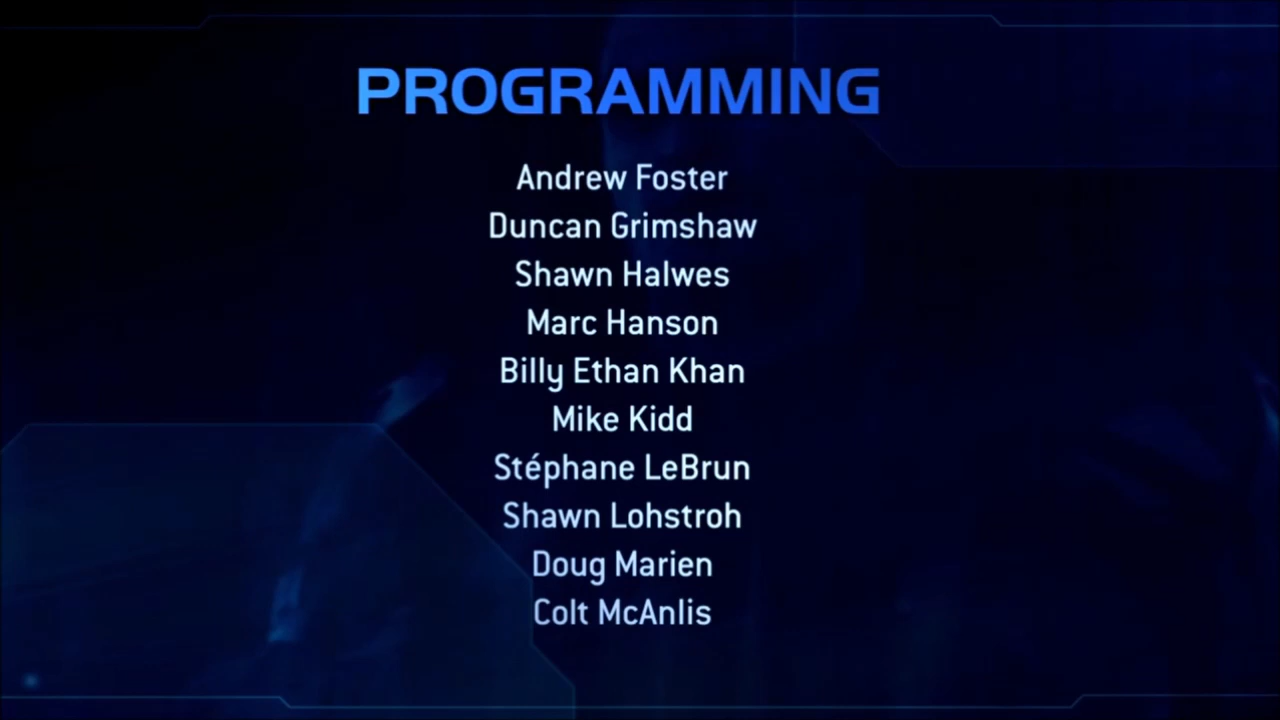 PROGRAMMING
Andrew Foster
Duncan Grimshaw
Shawn Halwes
Marc Hanson
Billy Ethan Khan
Mike Kidd
Stéphane LeBrun
Shawn Lohstroh
Doug Marien
Colt McAnlis